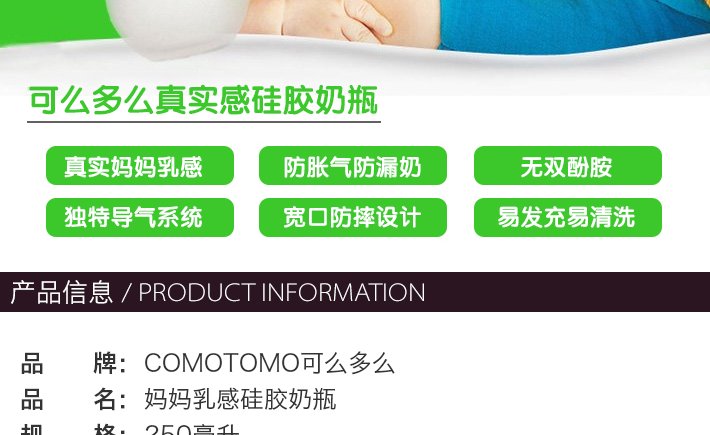 可么多么真实感硅胶奶瓶
真实妈妈乳感 防胀气防漏奶 无双酚胺
独特导气系统 宽口防摔设计 易发充易清洗
产品信息 / PRODUCT INFORMATION
品 牌：COMOTOMO可么多么
品 名：妈妈乳感硅胶奶瓶
规 格：250毫升